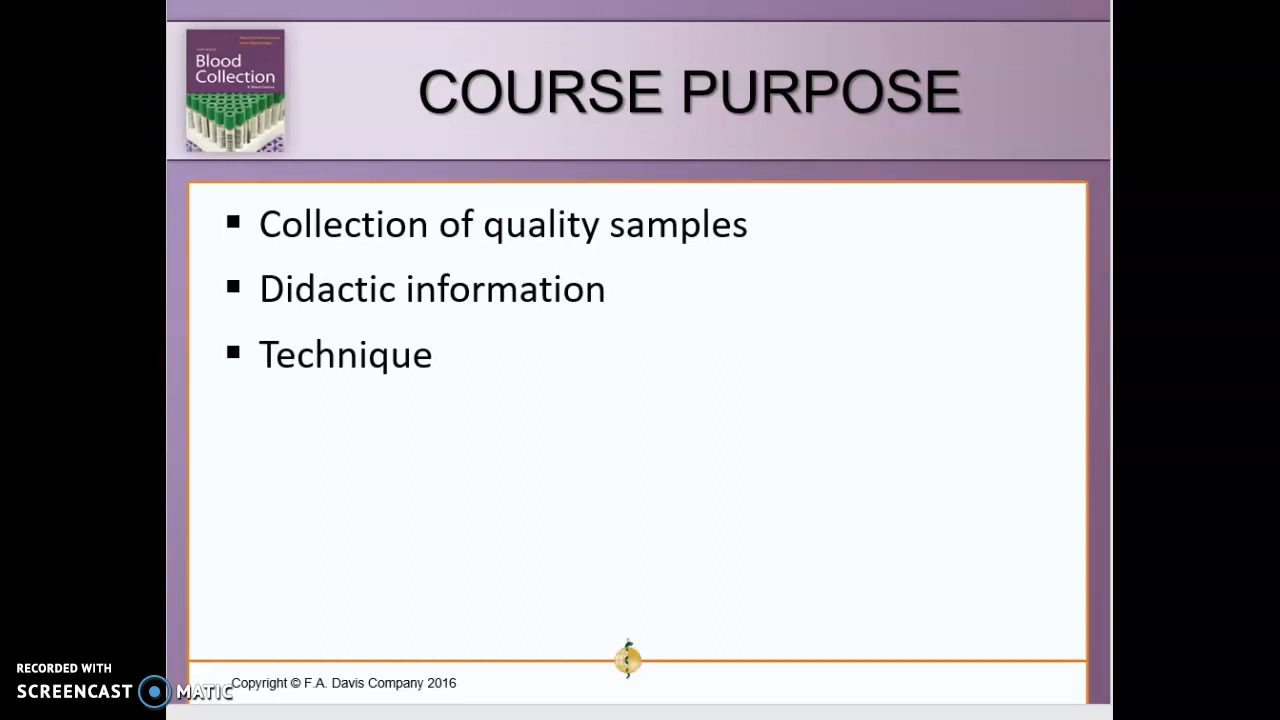 Blood
Collection
COURSE PURPOSE
▪ Collection of quality samples
▪ Didactic information
▪ Technique
RECORDED WITH
SCREENCAST MATIC
Copyright © F.A. Davis Company 2016